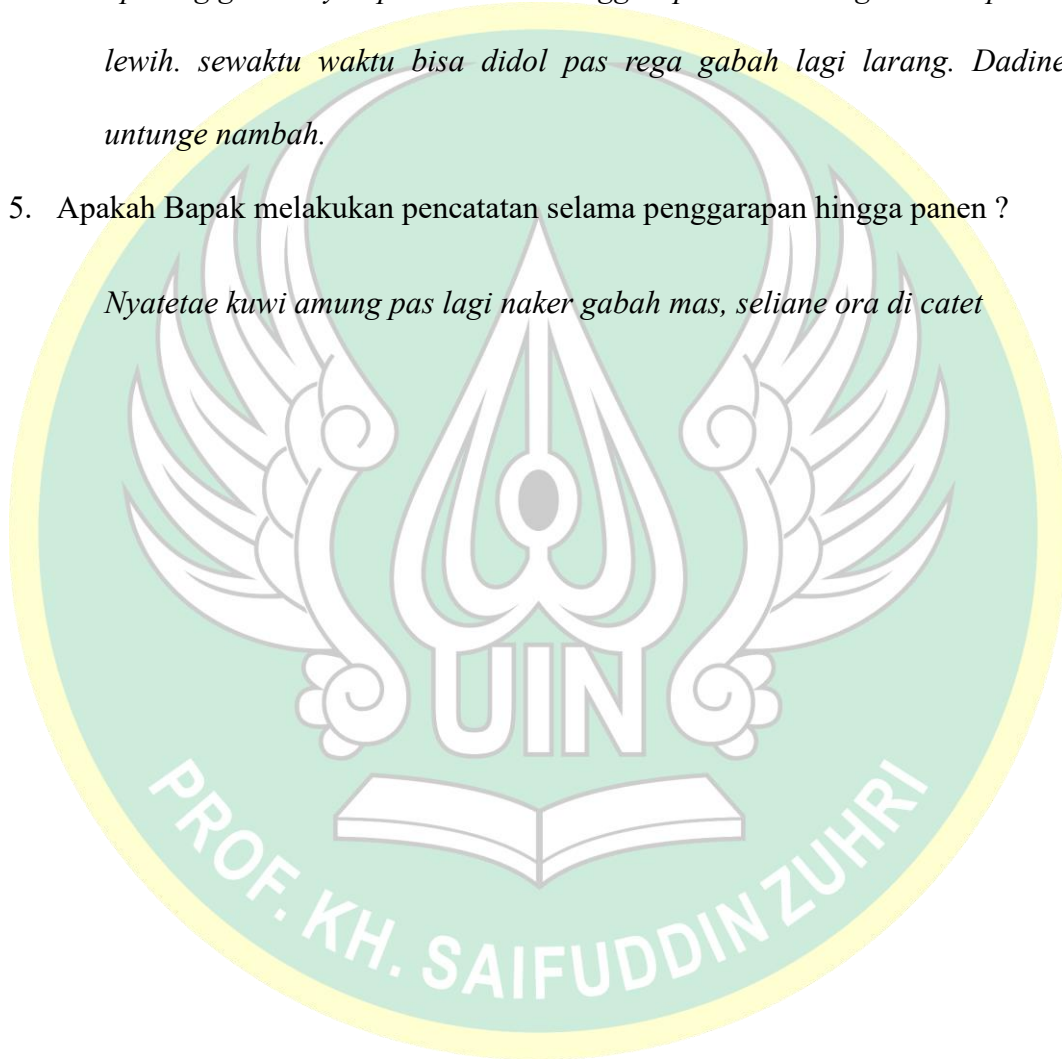 lewih. sewaktu waktu bisa didol pas rega gabah lagi larang. Dadine
untunge nambah.
5. Apakah Bapak melakukan pencatatan selama penggarapan hingga panen ?
Nyatetae kuwi amung pas lagi naker gabah mas, seliane ora di catet
UIN
PROF. KH. SAIFUDDIN ZUHRI